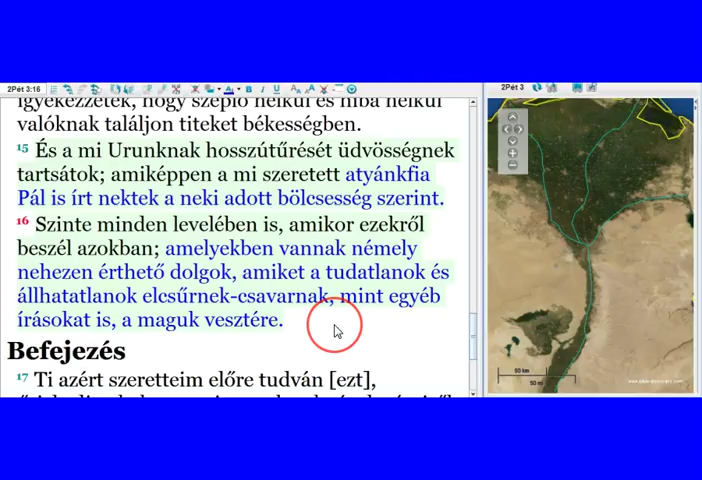 2Pét 3:16
2Pét 3
igyekezzetek, hogy szeplő nélkül és hiba nélkül
valóknak találjon titeket békességben.
15 És a mi Urunknak hosszútűrését üdvösségnek
tartsátok; amiképpen a mi szeretett atyánkfia
Pál is írt nektek a neki adott bölcsesség szerint.
16 Szinte minden levelében is, amikor ezekről
beszél azokban; amelyekben vannak némely
nehezen érthető dolgok, amiket a tudatlanok és
állhatatlanok elcsűrnek-csavarnak, mint egyéb
írásokat is, a maguk vesztére.
Befejezés
17 Ti azért szeretteim előre tudván [ezt],
50 km
50 mi